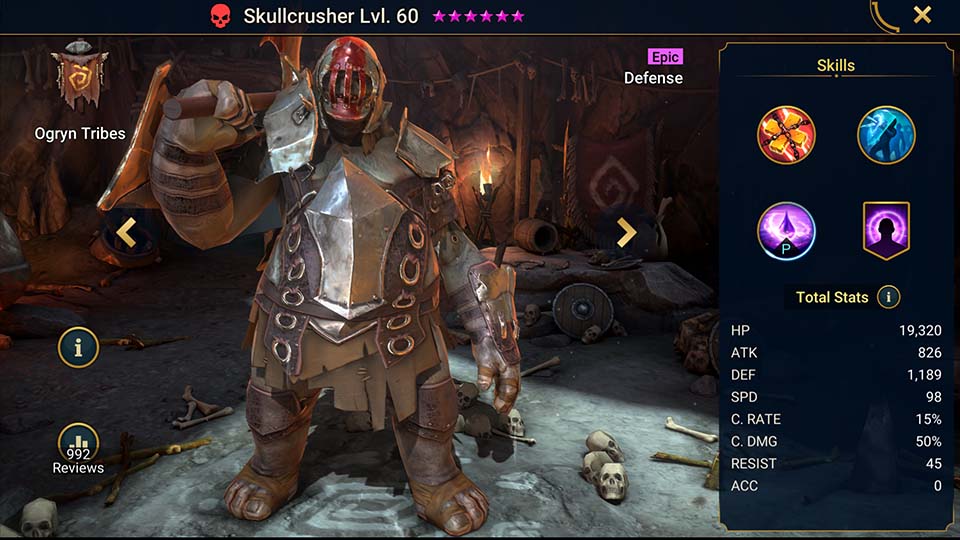 Skullcrusher Lvl. 60
Epic
Defense
Ogryn Tribes
i
992
Reviews
Skills
P
Total Stats i
HP 19,320
ATK 826
DEF 1,189
SPD 98
C. RATE 15%
C. DMG 50%
RESIST 45
ACC 0